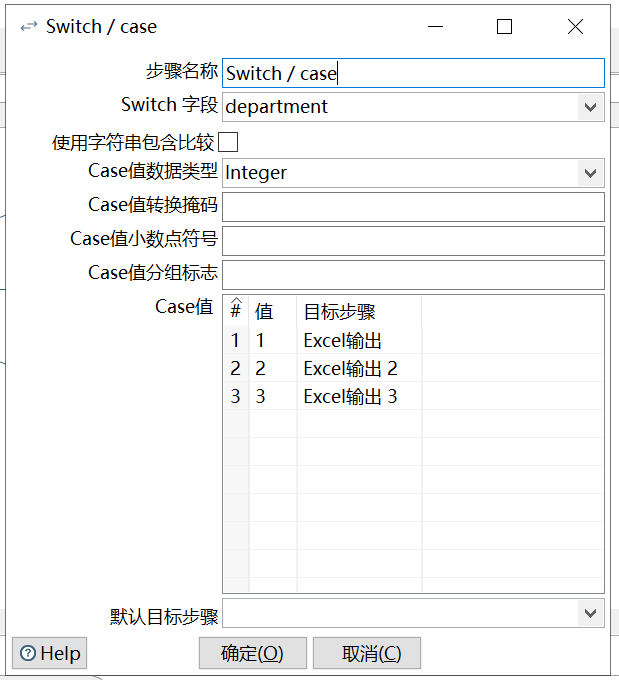 Switch / case
步骤名称 Switch / case
Switch 字段 department
使用字符串包含比较
Case值数据类型 Integer
Case值转换掩码
Case值小数点符号
Case值分组标志
Case值 # 值 目标步骤
1 1 Excel输出
2 2 Excel输出 2
3 3 Excel输出 3
默认目标步骤
Help 确定(O) 取消(C)